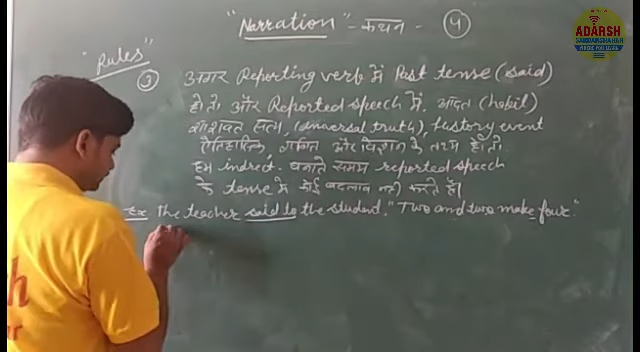 "Narration" - कथन - (4)
ADARSH
"Rules"
(3) अगर Reporting verb में Past tense (said)
हो तो और Reported speech में, आदत (habit)
शाश्वत सत्य, (universal truth), history event
ऐतिहासिक, गणित और विज्ञान के तथ्य हो तो
हम indirect बनाते समय reported speech
के tense में कोई बदलाव नहीं करते हैं।
Ex The teacher said to the student, "Two and two make four."